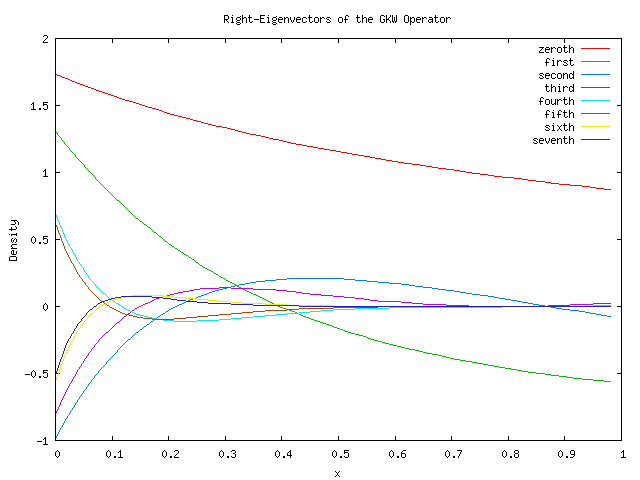 Right-Eigenvectors of the GKW Operator
2
zeroth
first
second
third
fourth
fifth
sixth
seventh
1.5
1
0.5
0
-0.5
-1
Density
0 0.1 0.2 0.3 0.4 0.5 0.6 0.7 0.8 0.9 1
x